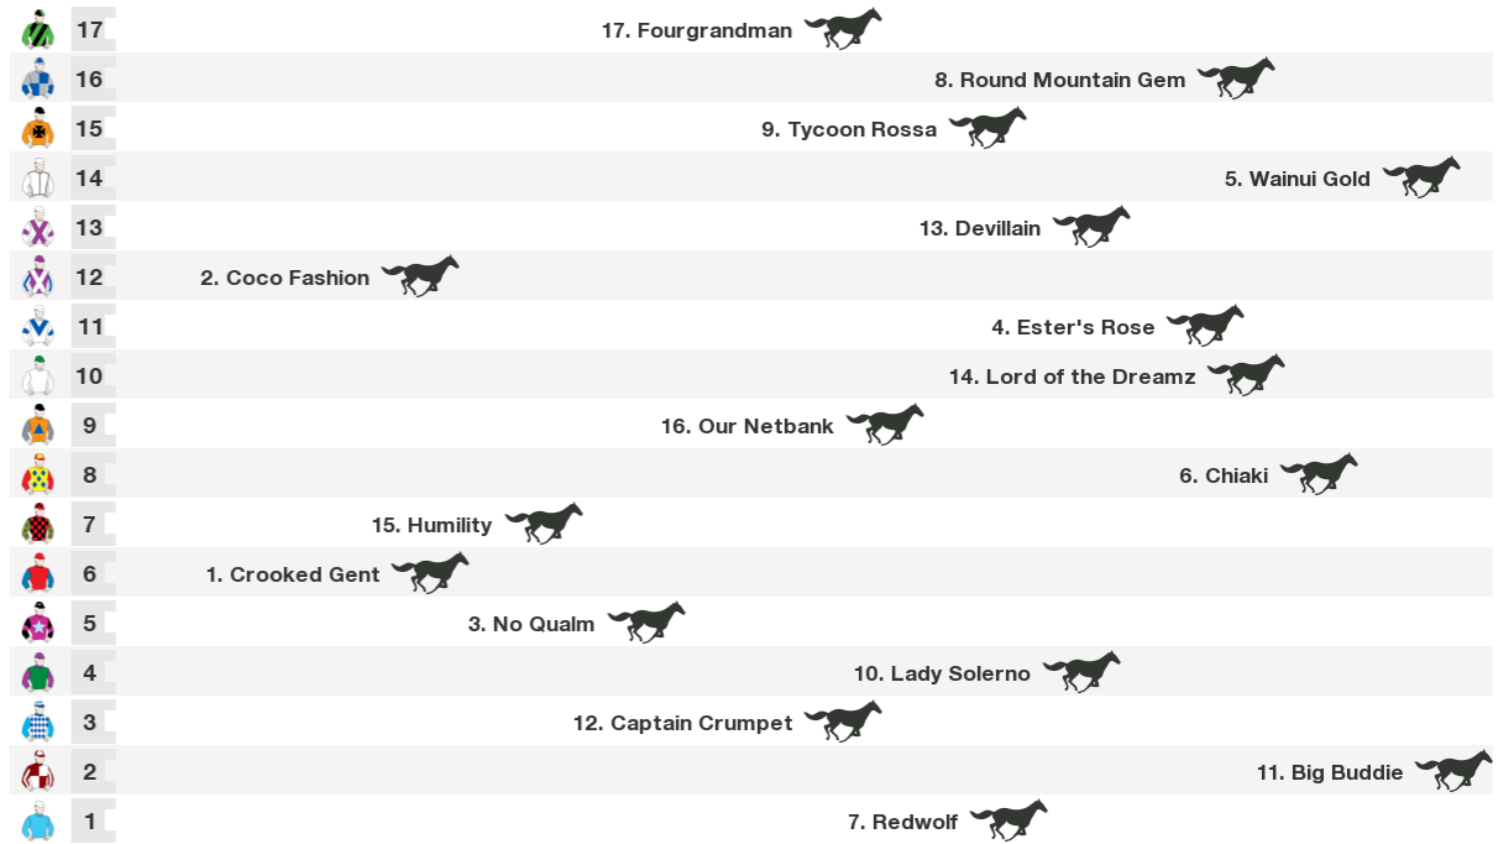 17 17. Fourgrandman
16 8. Round Mountain Gem
15 9. Tycoon Rossa
14 5. Wainui Gold
13 13. Devillain
12 2. Coco Fashion
11 4. Ester's Rose
10 14. Lord of the Dreamz
9 16. Our Netbank
8 6. Chiaki
7 15. Humility
6 1. Crooked Gent
5 3. No Qualm
4 10. Lady Solerno
3 12. Captain Crumpet
2 11. Big Buddie
1 7. Redwolf